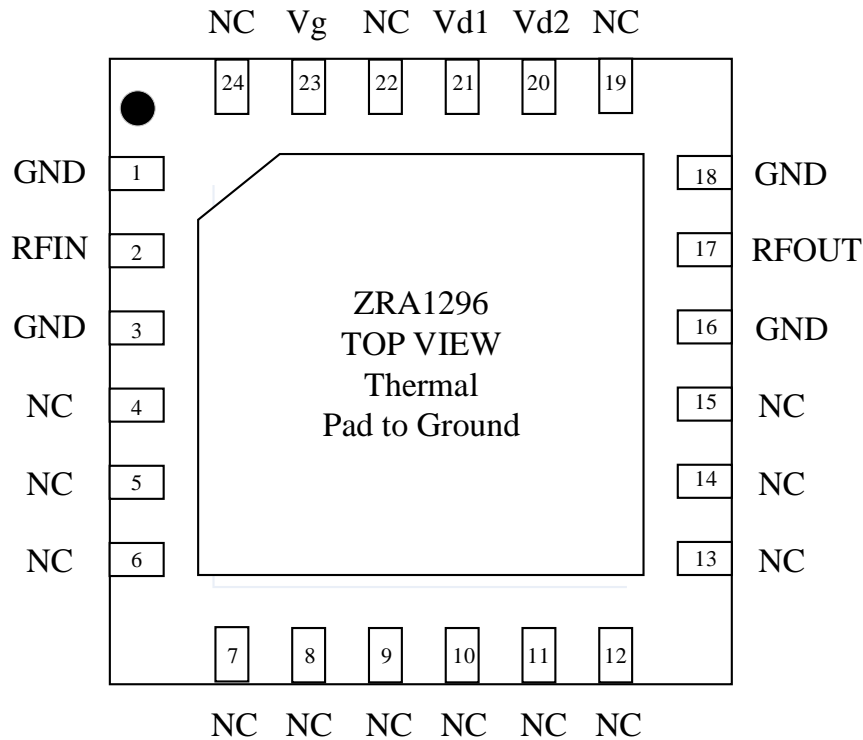 NC Vg NC Vd1 Vd2 NC
24 23 22 21 20 19
GND 1 18 GND
RFIN 2 17 RFOUT
GND 3 16 GND
NC 4 15 NC
NC 5 14 NC
NC 6 13 NC
ZRA1296
TOP VIEW
Thermal
Pad to Ground
7 8 9 10 11 12
NC NC NC NC NC NC